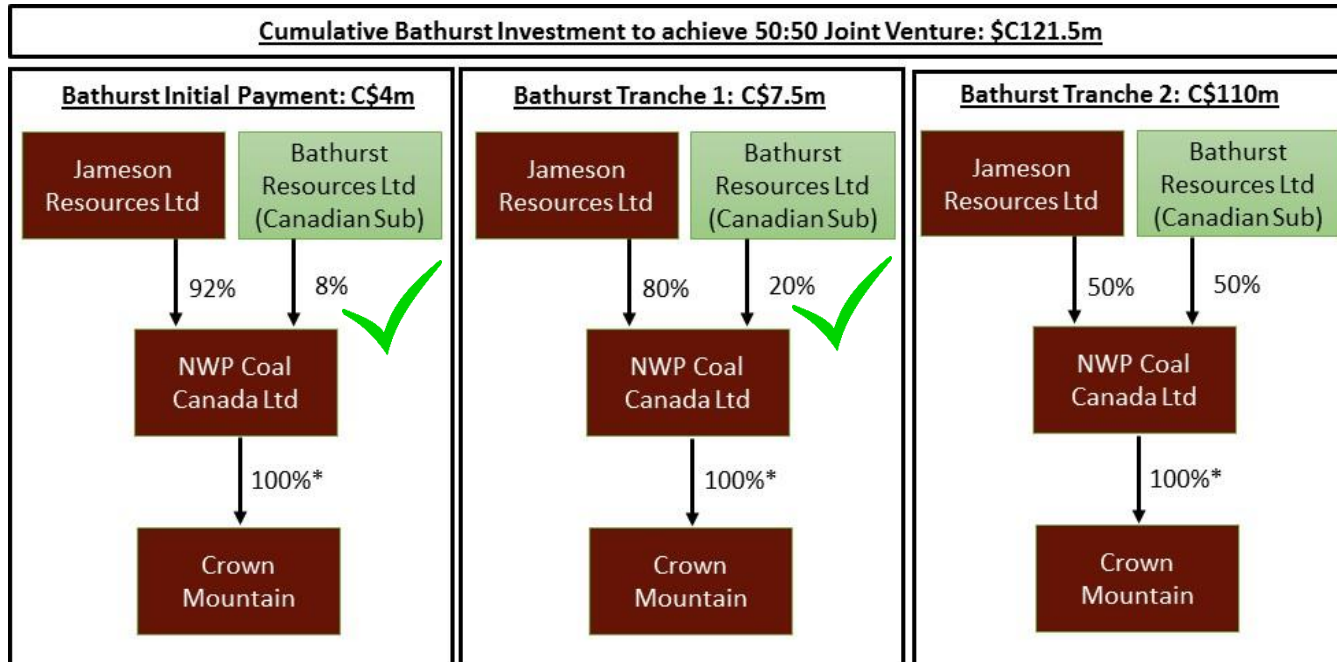 Cumulative Bathurst Investment to achieve 50:50 Joint Venture: $C121.5m
Bathurst Initial Payment: C$4m
Jameson
Resources Ltd
Bathurst
Resources Ltd
(Canadian Sub)
92%
8%
NWP Coal
Canada Ltd
100%*
Crown
Mountain
Bathurst Tranche 1: C$7.5m
Jameson
Resources Ltd
Bathurst
Resources Ltd
(Canadian Sub)
80%
20%
NWP Coal
Canada Ltd
100%*
Crown
Mountain
Bathurst Tranche 2: C$110m
Jameson
Resources Ltd
Bathurst
Resources Ltd
(Canadian Sub)
50%
50%
NWP Coal
Canada Ltd
100%*
Crown
Mountain